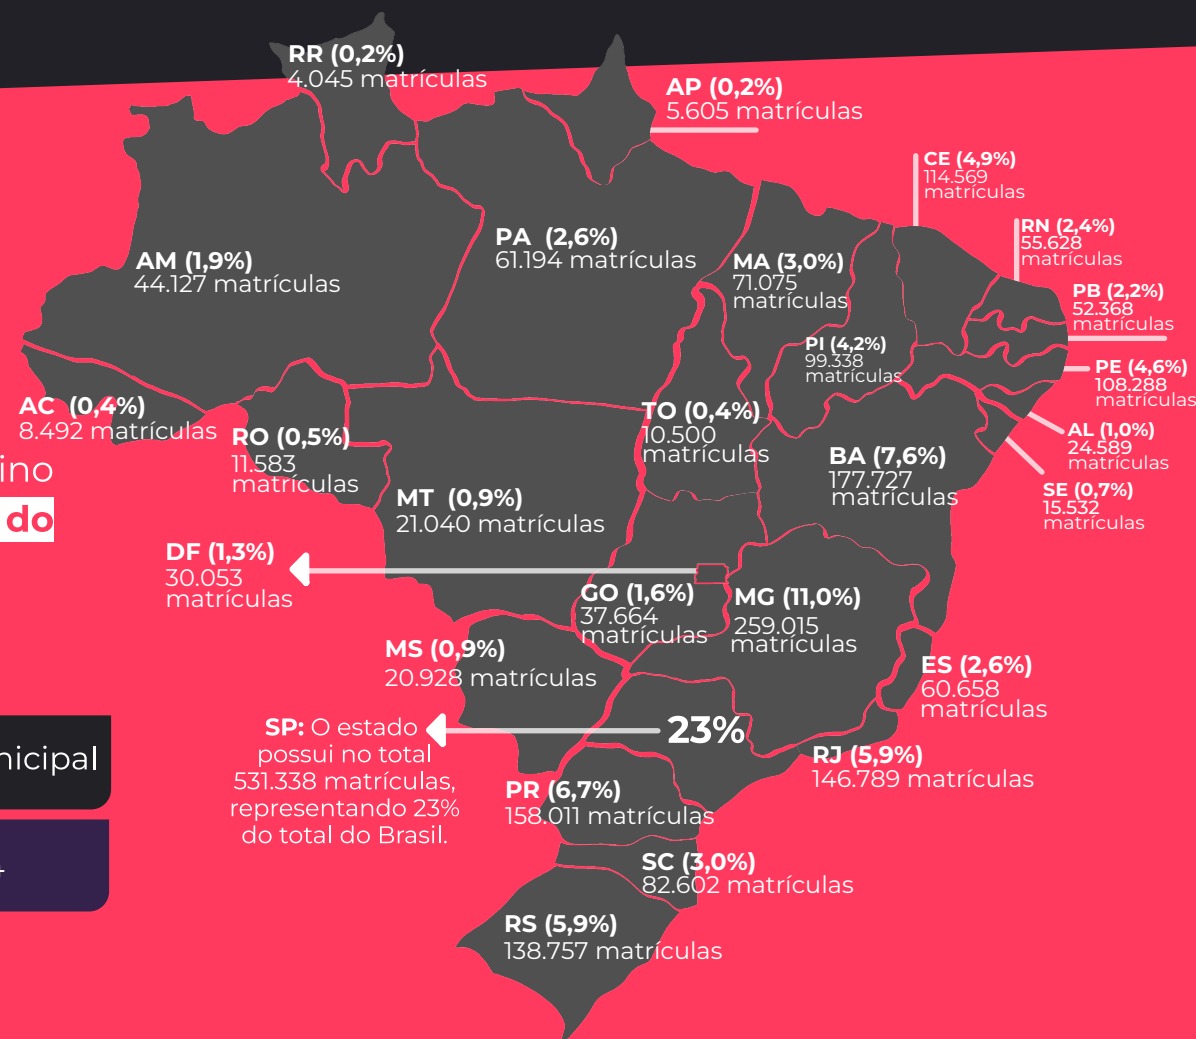 RR (0,2%)
4.045 matrículas
AP (0,2%)
5.605 matrículas
CE (4,9%)
114.569
matrículas
RN (2,4%)
55.628
matrículas
PA (2,6%)
61.194 matrículas
AM (1,9%)
44.127 matrículas
MA (3,0%)
71.075
matrículas
PB (2,2%)
52.368
matrículas
PI (4,2%)
99.338
matrículas
PE (4,6%)
108.288
matrículas
AC (0,4%)
8.492 matrículas
RO (0,5%)
11.583
matrículas
TO (0,4%)
10.500
matrículas
AL (1,0%)
24.589
matrículas
BA (7,6%)
177.727
matrículas
SE (0,7%)
15.532
matrículas
ino
do
MT (0,9%)
21.040 matrículas
DF (1,3%)
30.053
matrículas
GO (1,6%)
37.664
matrículas
MG (11,0%)
259.015
matrículas
MS (0,9%)
20.928 matrículas
ES (2,6%)
60.658
matrículas
SP: O estado
possui no total
531.338 matrículas,
representando 23%
do total do Brasil.
23%
nicipal
RJ (5,9%)
146.789 matrículas
PR (6,7%)
158.011 matrículas
SC (3,0%)
82.602 matrículas
RS (5,9%)
138.757 matrículas